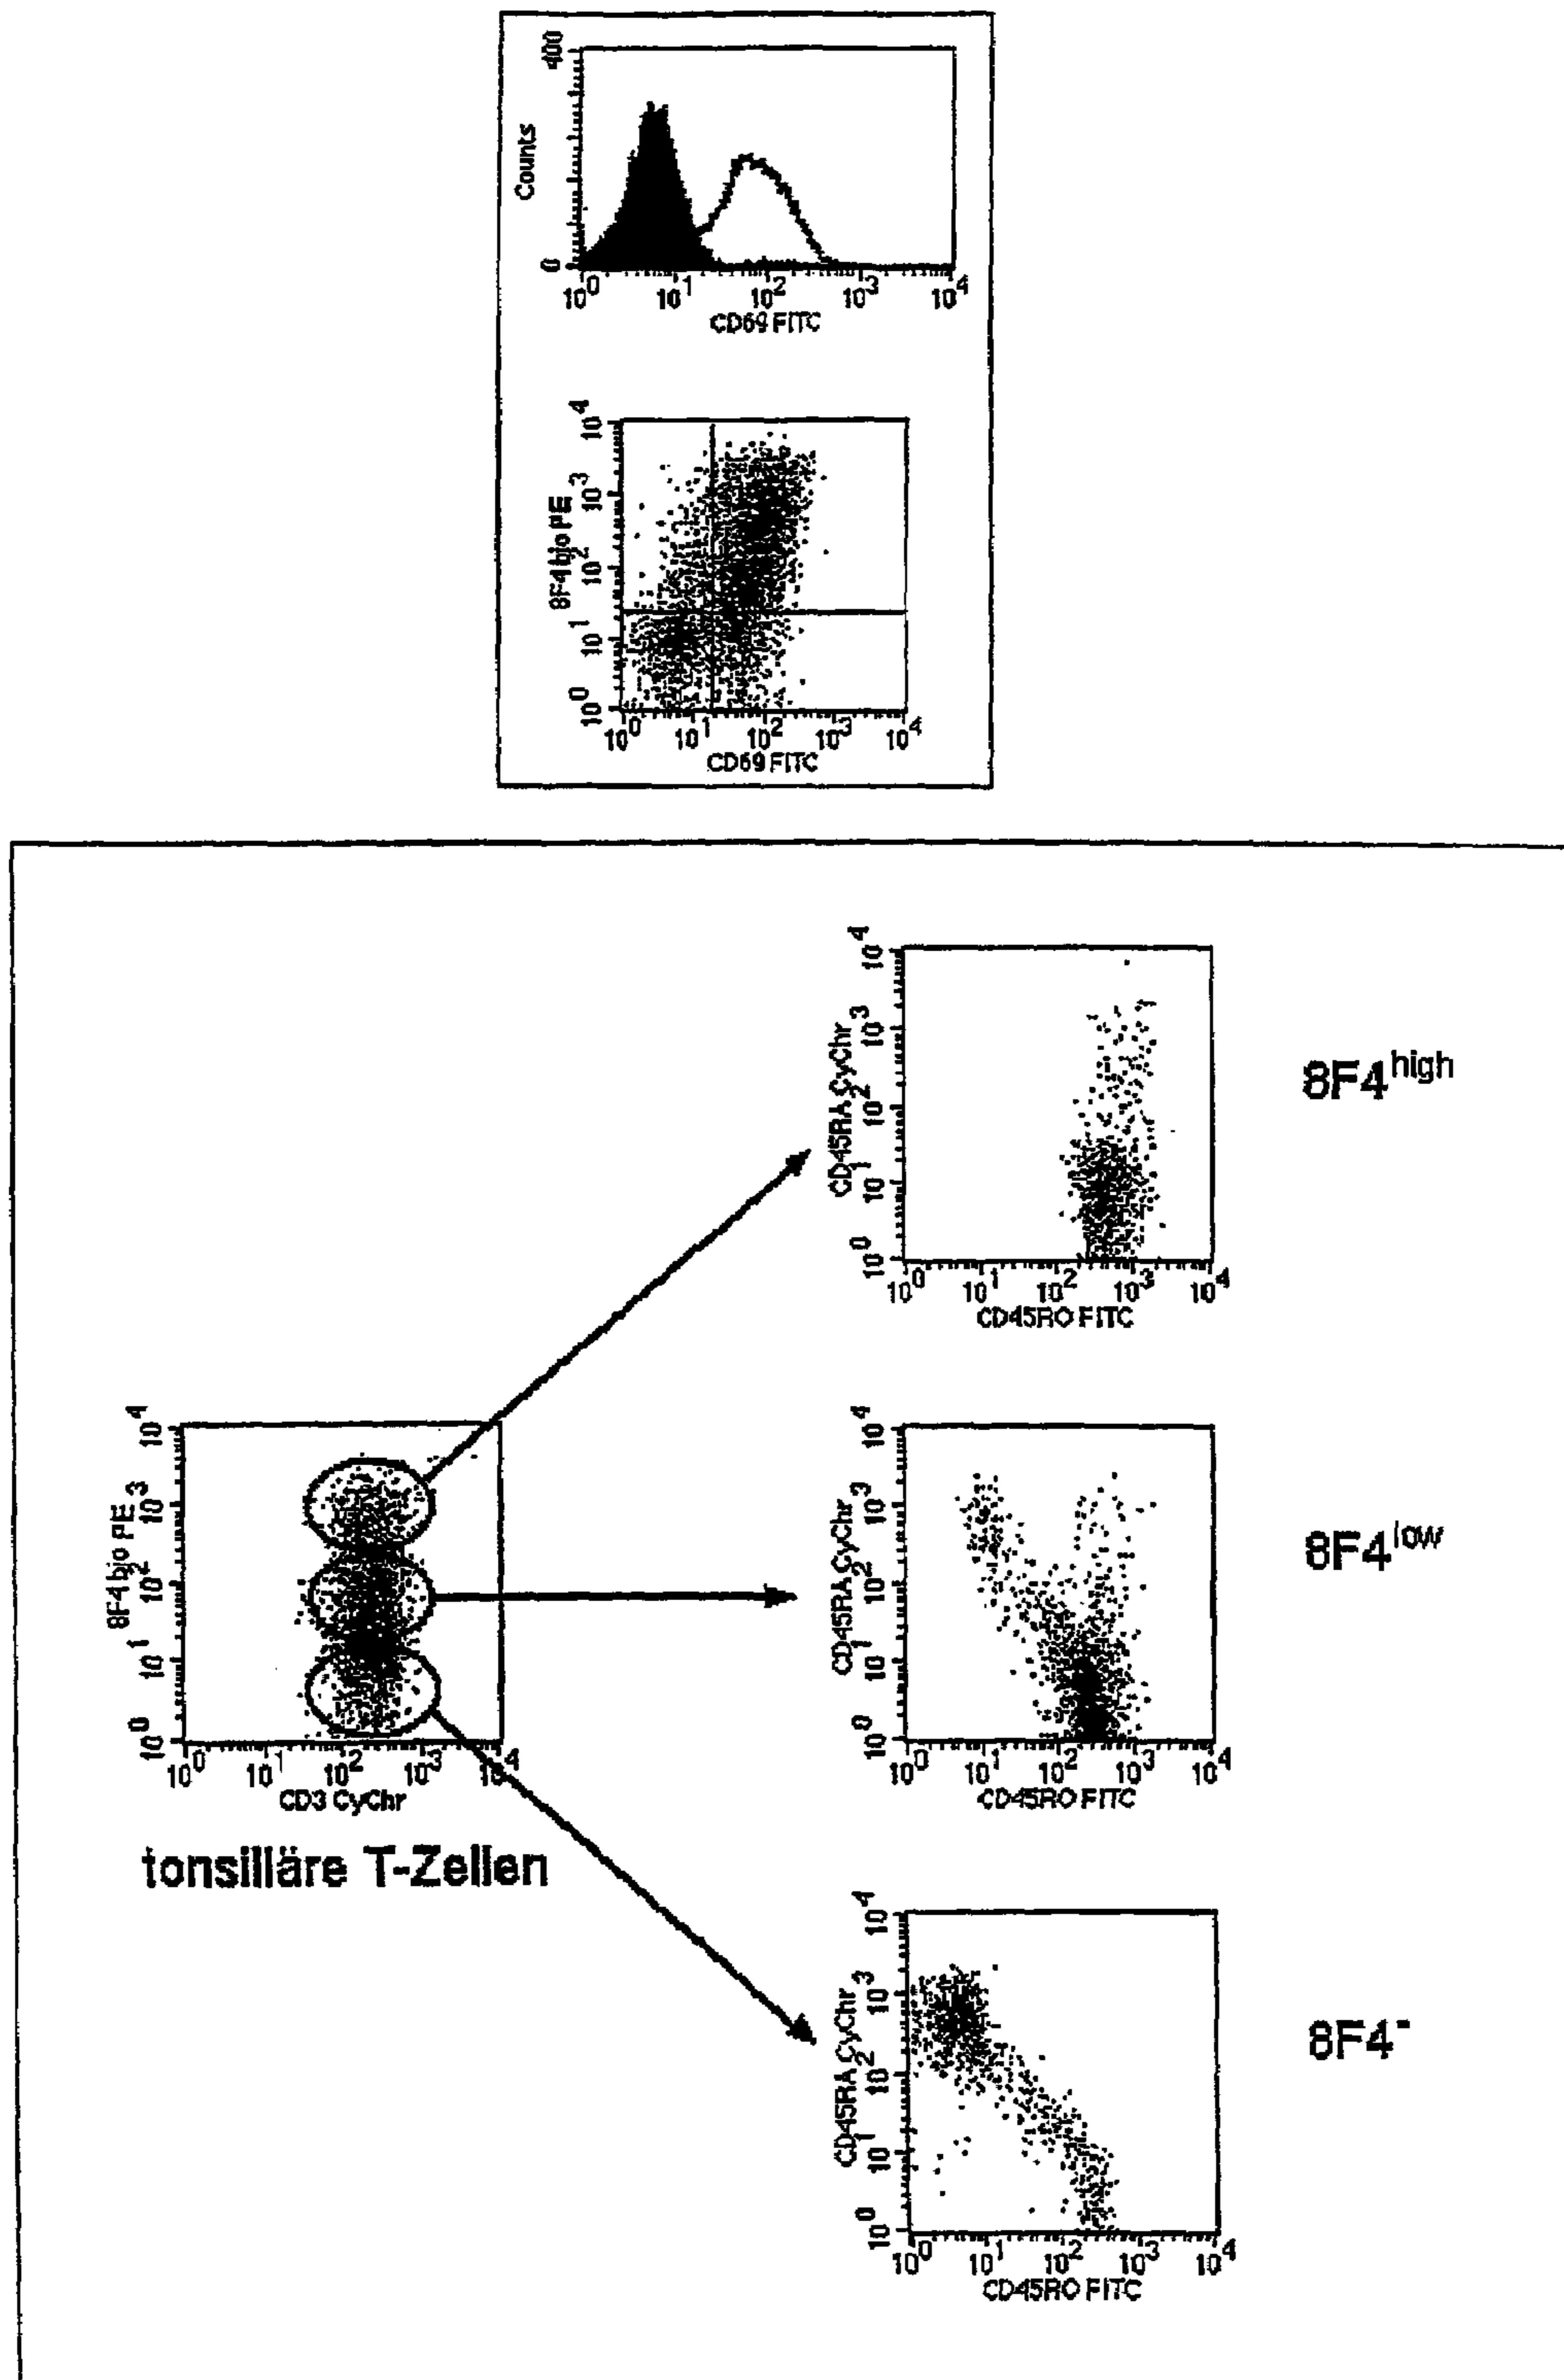 400
Counts
0
10^0 10^1 10^2 10^3 10^4
CD69 FITC
10^4
10^3
8F4 bio PE
10^2
10^1
10^0
10^0 10^1 10^2 10^3 10^4
CD69 FITC
10^4
10^3
CD45RA CyChr
10^2
10^1
10^0
10^0 10^1 10^2 10^3 10^4
CD45RO FITC
8F4^high
10^4
10^3
8F4 bio PE
10^2
10^1
10^0
10^0 10^1 10^2 10^3 10^4
CD3 CyChr
tonsilläre T-Zellen
10^4
10^3
CD45RA CyChr
10^2
10^1
10^0
10^0 10^1 10^2 10^3 10^4
CD45RO FITC
8F4^low
10^4
10^3
CD45RA CyChr
10^2
10^1
10^0
10^0 10^1 10^2 10^3 10^4
CD45RO FITC
8F4^-